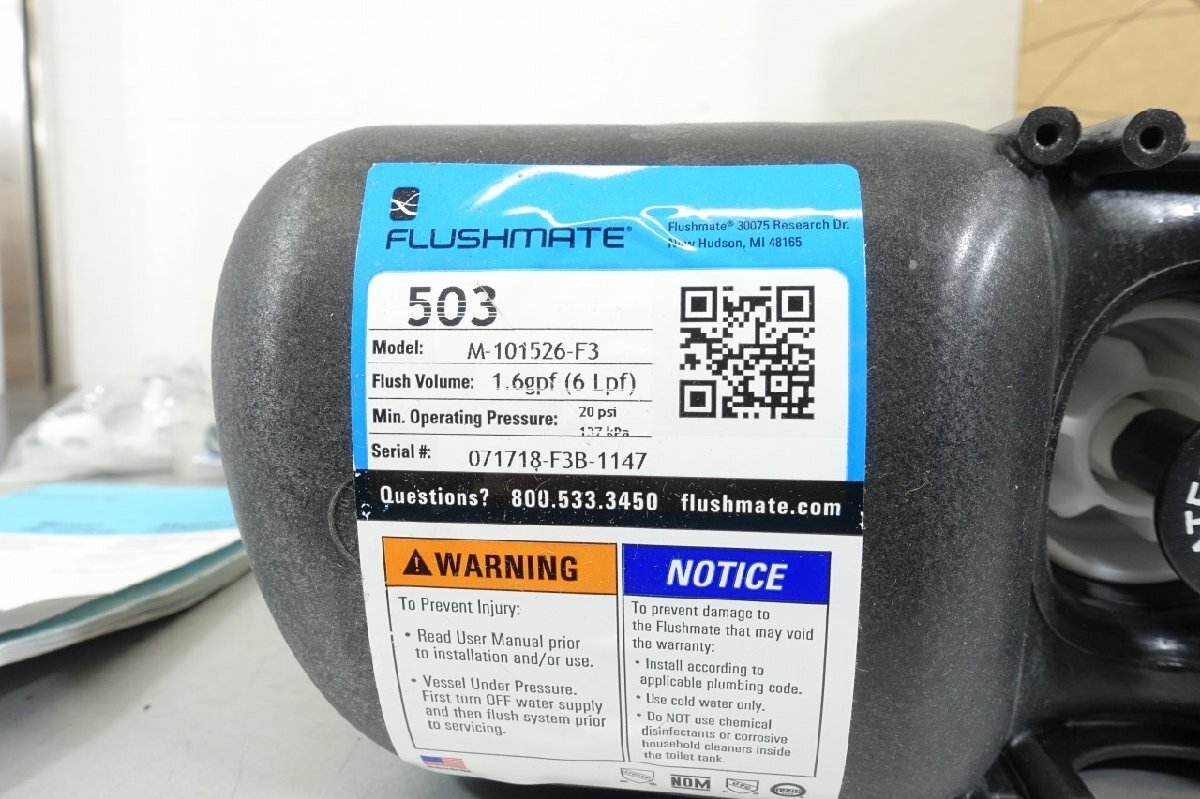 FLUSHMATE®
Flushmate® 30075 Research Dr.
New Hudson, MI 48165
503
Model: M-101526-F3
Flush Volume: 1.6gpf (6 Lpf)
Min. Operating Pressure: 20 psi
137 kPa
Serial #: 071718-F3B-1147
Questions? 800.533.3450 flushmate.com
WARNING
To Prevent Injury:
• Read User Manual prior
to installation and/or use.
• Vessel Under Pressure.
First turn OFF water supply
and then flush system prior
to servicing.
NOTICE
To prevent damage to
the Flushmate that may void
the warranty:
• Install according to
applicable plumbing code.
• Use cold water only.
• Do NOT use chemical
disinfectants or corrosive
household cleaners inside
the toilet tank.
NOM